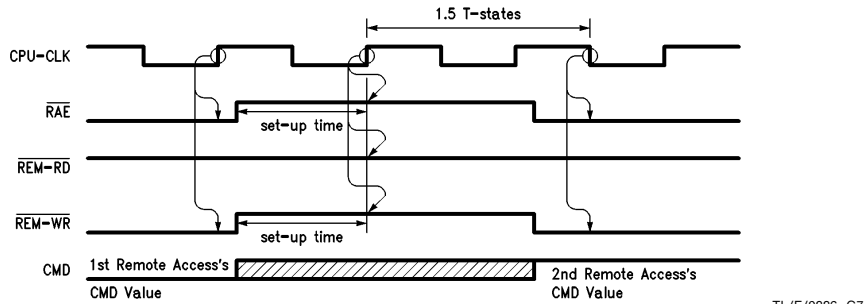 1.5 T-states
CPU-CLK
RAE
set-up time
REM-RD
REM-WR
set-up time
CMD
1st Remote Access's
CMD Value
2nd Remote Access's
CMD Value